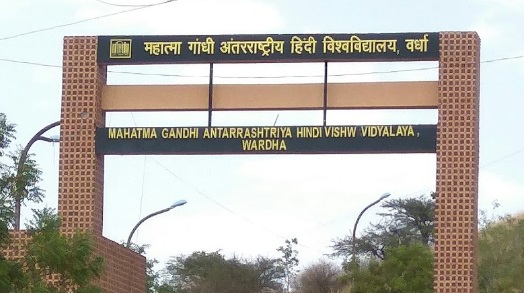 महात्मा गांधी अंतरराष्ट्रीय हिंदी विश्वविद्यालय, वर्धा
MAHATMA GANDHI ANTARRASHTRIYA HINDI VISHW VIDYALAYA,
WARDHA